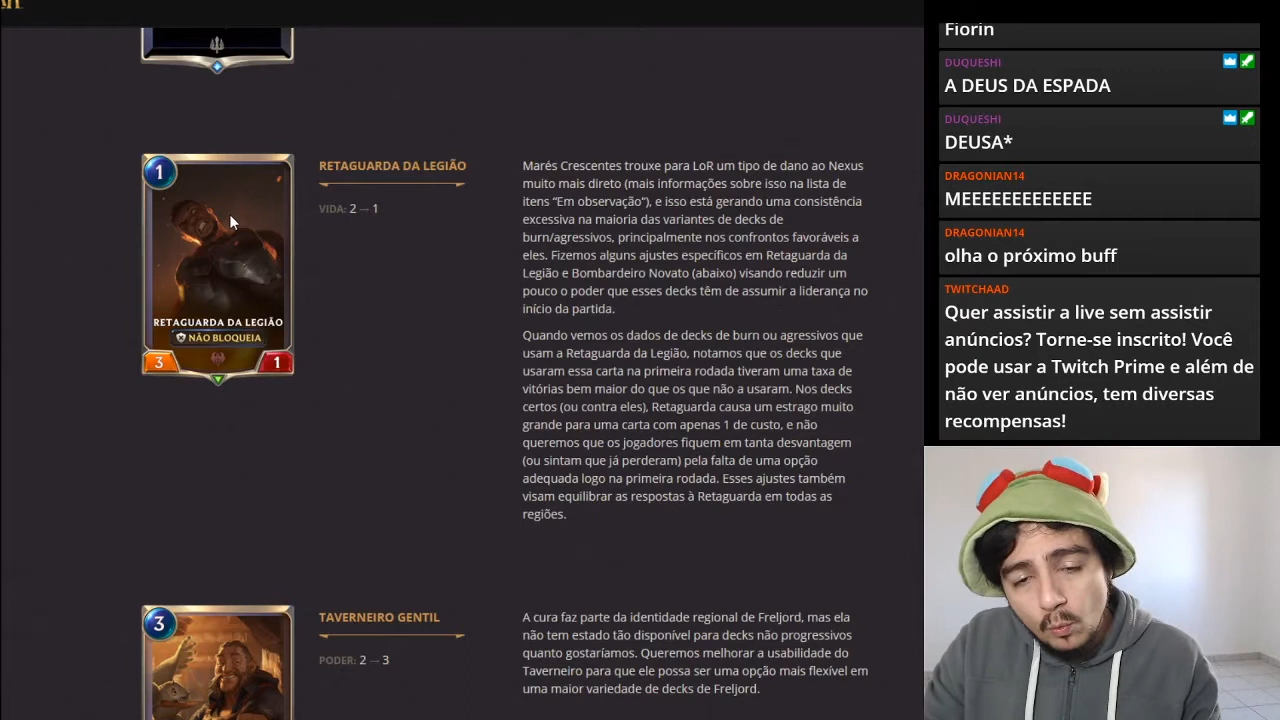 1
RETAGUARDA DA LEGIÃO
NÃO BLOQUEIA
3
1
RETAGUARDA DA LEGIÃO
VIDA: 2 → 1
Marés Crescentes trouxe para LoR um tipo de dano ao Nexus
muito mais direto (mais informações sobre isso na lista de
itens “Em observação”), e isso está gerando uma consistência
excessiva na maioria das variantes de decks de
burn/agressivos, principalmente nos confrontos favoráveis a
eles. Fizemos alguns ajustes específicos em Retaguarda da
Legião e Bombardeiro Novato (abaixo) visando reduzir um
pouco o poder que esses decks têm de assumir a liderança no
início da partida.
Quando vemos os dados de decks de burn ou agressivos que
usam a Retaguarda da Legião, notamos que os decks que
usaram essa carta na primeira rodada tiveram uma taxa de
vitórias bem maior do que os que não a usaram. Nos decks
certos (ou contra eles), Retaguarda causa um estrago muito
grande para uma carta com apenas 1 de custo, e não
queremos que os jogadores fiquem em tanta desvantagem
(ou sintam que já perderam) pela falta de uma opção
adequada logo na primeira rodada. Esses ajustes também
visam equilibrar as respostas à Retaguarda em todas as
regiões.
3
TAVERNEIRO GENTIL
PODER: 2 → 3
A cura faz parte da identidade regional de Freljord, mas ela
não tem estado tão disponível para decks não progressivos
quanto gostaríamos. Queremos melhorar a usabilidade do
Taverneiro para que ele possa ser uma opção mais flexível em
uma maior variedade de decks de Freljord.
Fiorin
DUQUESHI
A DEUS DA ESPADA
DUQUESHI
DEUSA*
DRAGONIAN14
MEEEEEEEEEEEE
DRAGONIAN14
olha o próximo buff
TWITCHAAD
Quer assistir a live sem assistir
anúncios? Torne-se inscrito! Você
pode usar a Twitch Prime e além de
não ver anúncios, tem diversas
recompensas!